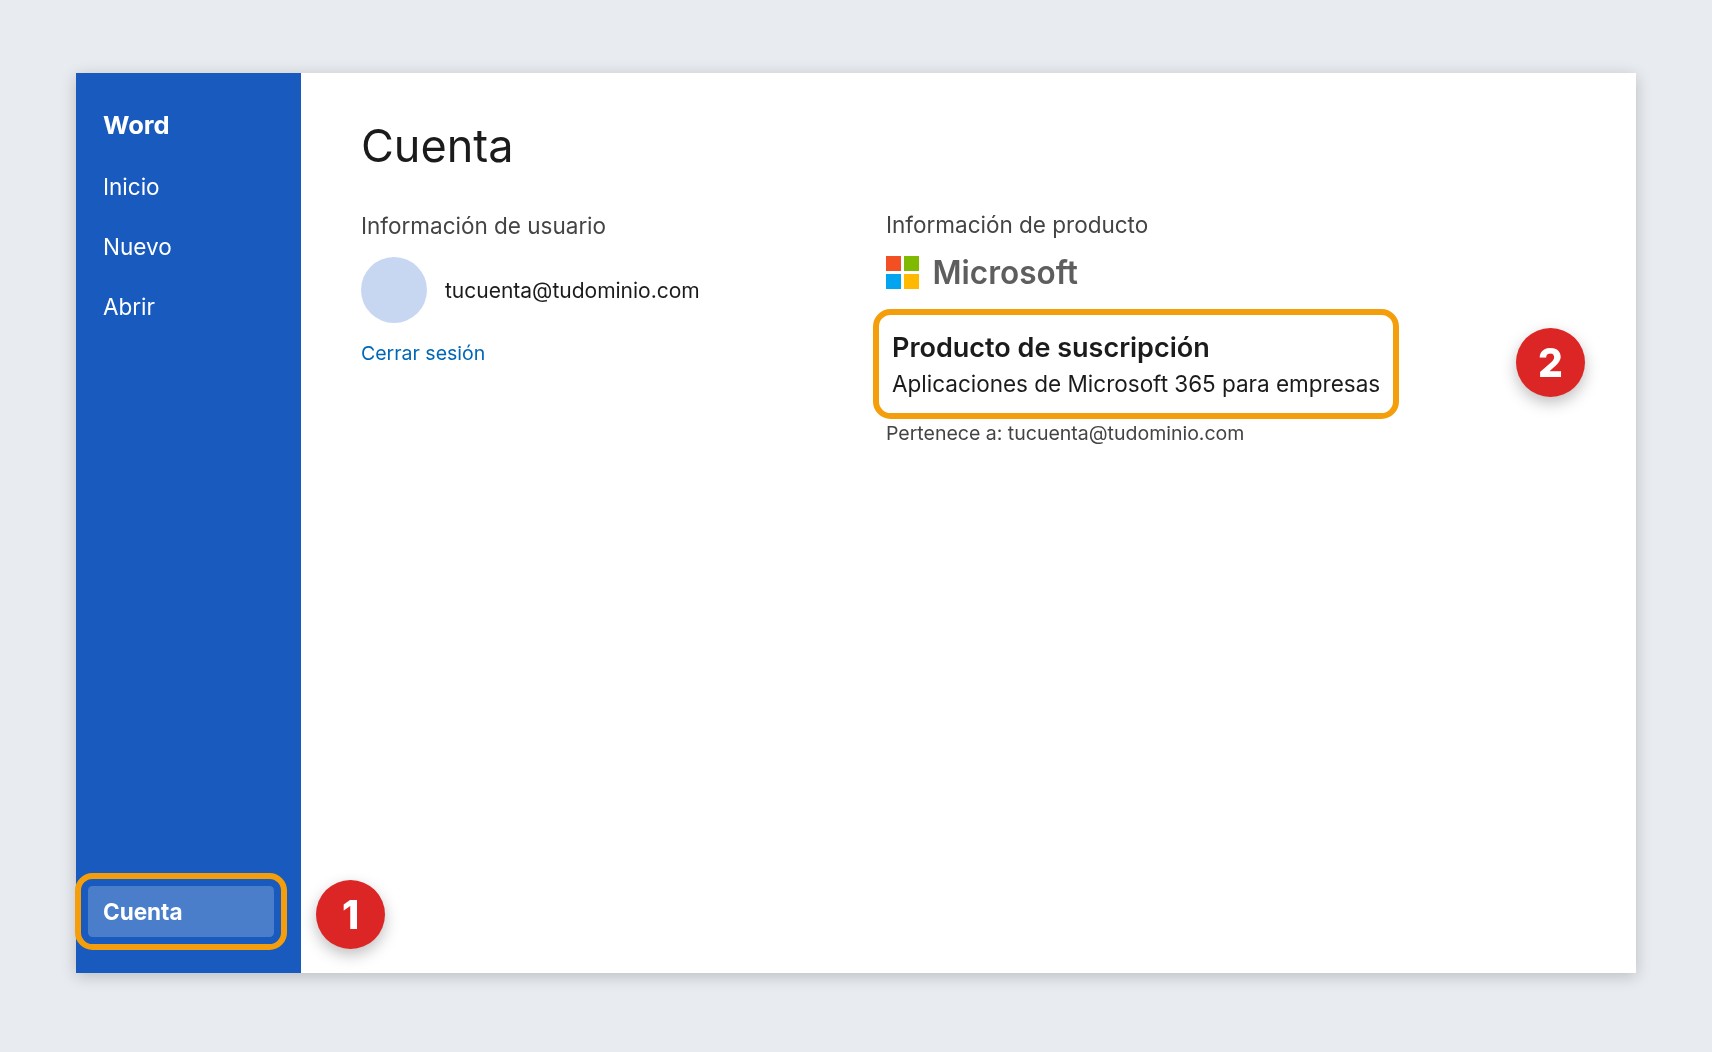 Word
Inicio
Nuevo
Abrir
Cuenta
1
Cuenta
Información de usuario
tucuenta@tudominio.com
Cerrar sesión
Información de producto
Microsoft
Producto de suscripción
Aplicaciones de Microsoft 365 para empresas
Pertenece a: tucuenta@tudominio.com
2